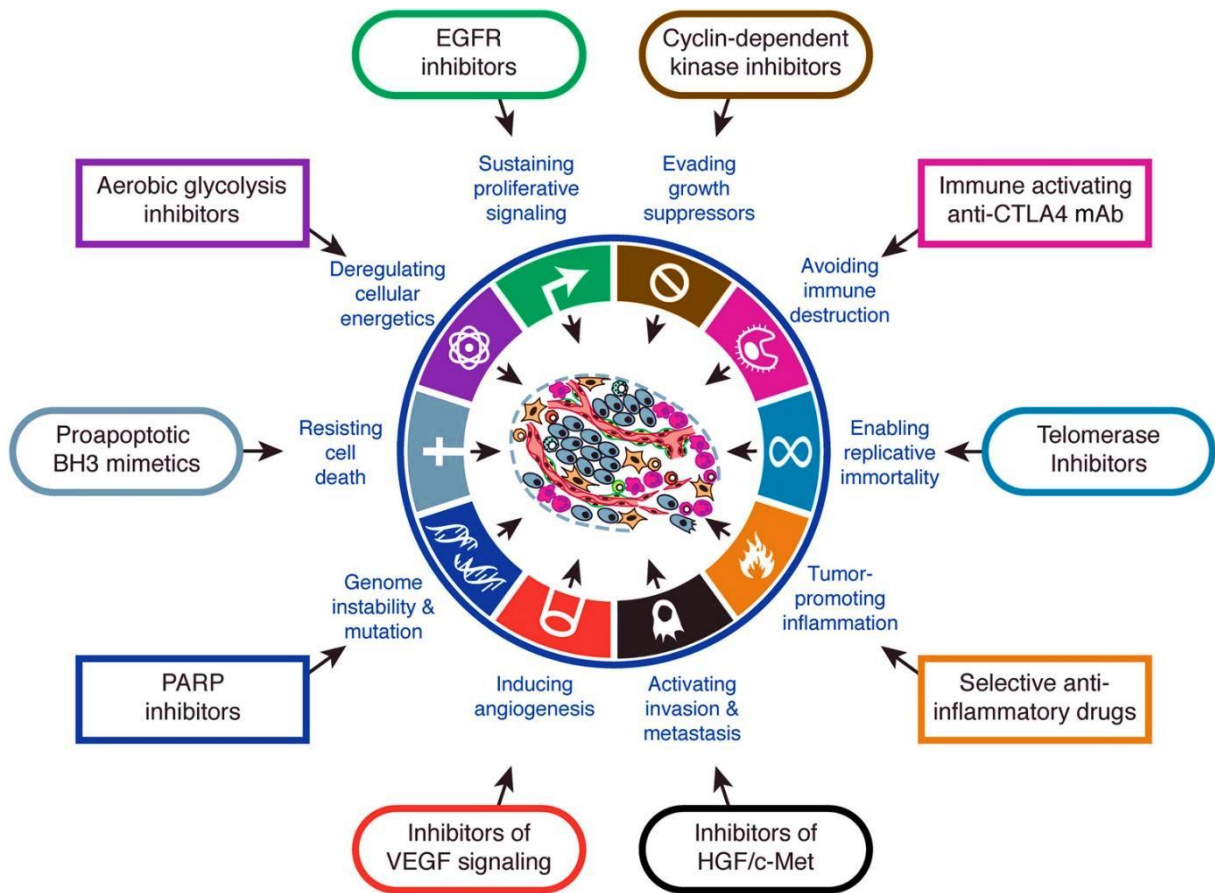 EGFR
inhibitors
Cyclin-dependent
kinase inhibitors
Sustaining
proliferative
signaling
Evading
growth
suppressors
Aerobic glycolysis
inhibitors
Immune activating
anti-CTLA4 mAb
Deregulating
cellular
energetics
Avoiding
immune
destruction
Proapoptotic
BH3 mimetics
Resisting
cell
death
Enabling
replicative
immortality
Telomerase
Inhibitors
Genome
instability &
mutation
Tumor-
promoting
inflammation
PARP
inhibitors
Inducing
angiogenesis
Activating
invasion &
metastasis
Selective anti-
inflammatory drugs
Inhibitors of
VEGF signaling
Inhibitors of
HGF/c-Met